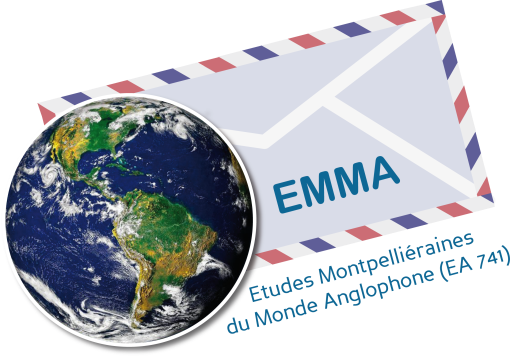 EMMA
Etudes Montpelliéraines
du Monde Anglophone (EA 741)